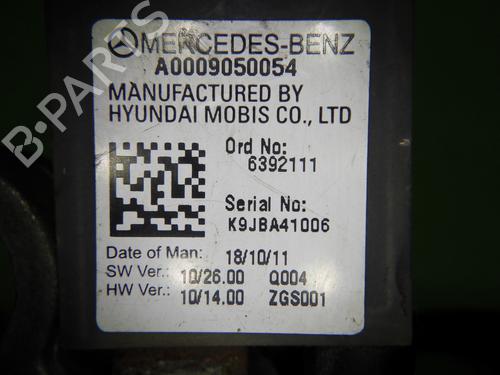 MERCEDES-BENZ
A0009050054
MANUFACTURED BY
HYUNDAI MOBIS CO., LTD
Ord No:
6392111
Serial No:
K9JBA41006
Date of Man: 18/10/11
SW Ver.: 10/26.00 Q004
HW Ver.: 10/14.00 ZGS001
B-PARTS